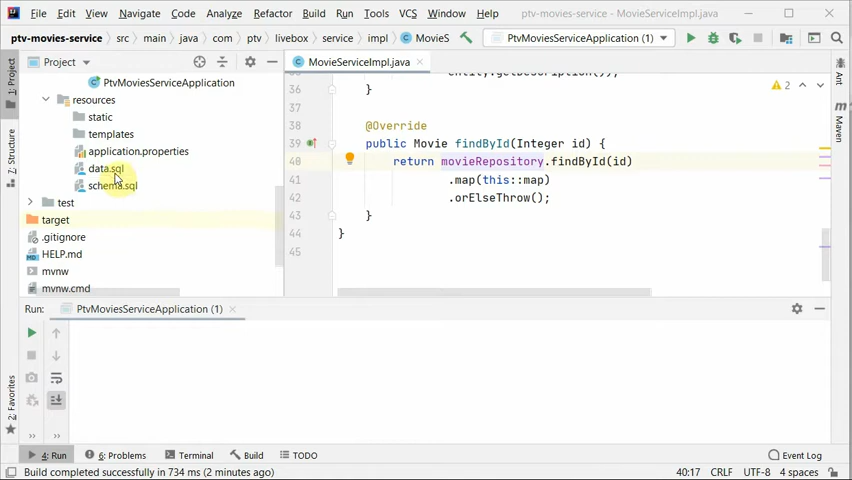 File Edit View Navigate Code Analyze Refactor Build Run Tools VCS Window Help ptv-movies-service - MovieServiceImpl.java
ptv-movies-service src main java com ptv livebox service impl MovieS PtvMoviesServiceApplication (1)
Project MovieServiceImpl.java
PtvMoviesServiceApplication
resources
static
templates
application.properties
data.sql
schema.sql
test
target
.gitignore
HELP.md
mvnw
mvnw.cmd
entity.getDescription());
36 }
37
38 @Override
39 public Movie findById(Integer id) {
40 return movieRepository.findById(id)
41 .map(this::map)
42 .orElseThrow();
43 }
44 }
45
2
1: Project
7: Structure
2: Favorites
Ant
Maven
Run: PtvMoviesServiceApplication (1)
4: Run 6: Problems Terminal Build TODO Event Log
Build completed successfully in 734 ms (2 minutes ago) 40:17 CRLF UTF-8 4 spaces